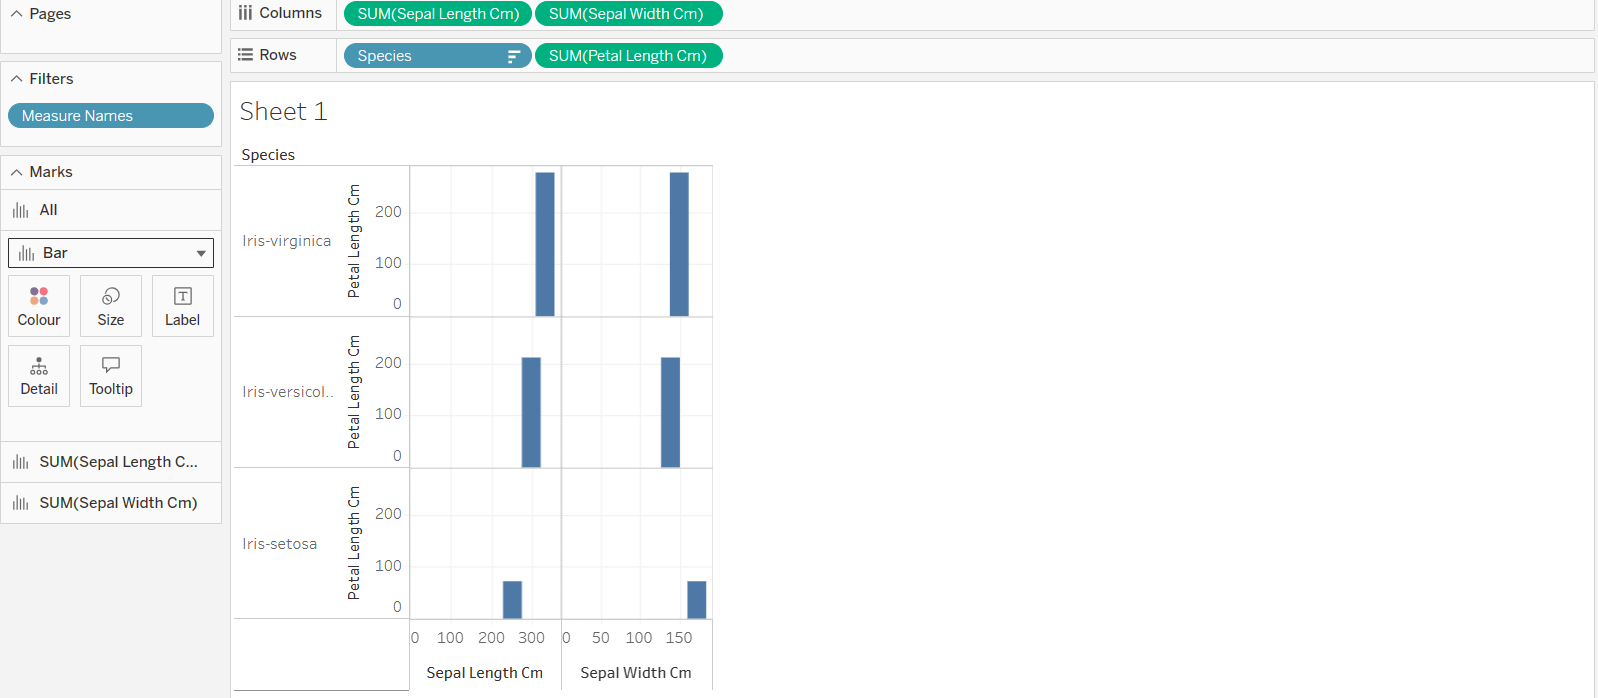 Pages
Columns SUM(Sepal Length Cm) SUM(Sepal Width Cm)
Rows Species SUM(Petal Length Cm)
Filters
Measure Names
Marks
All
Bar
Colour Size Label
Detail Tooltip
SUM(Sepal Length C...
SUM(Sepal Width Cm)
Sheet 1
Species
Iris-virginica
Petal Length Cm
200
100
0
Iris-versicol..
Petal Length Cm
200
100
0
Iris-setosa
Petal Length Cm
200
100
0
0 100 200 300 0 50 100 150
Sepal Length Cm Sepal Width Cm